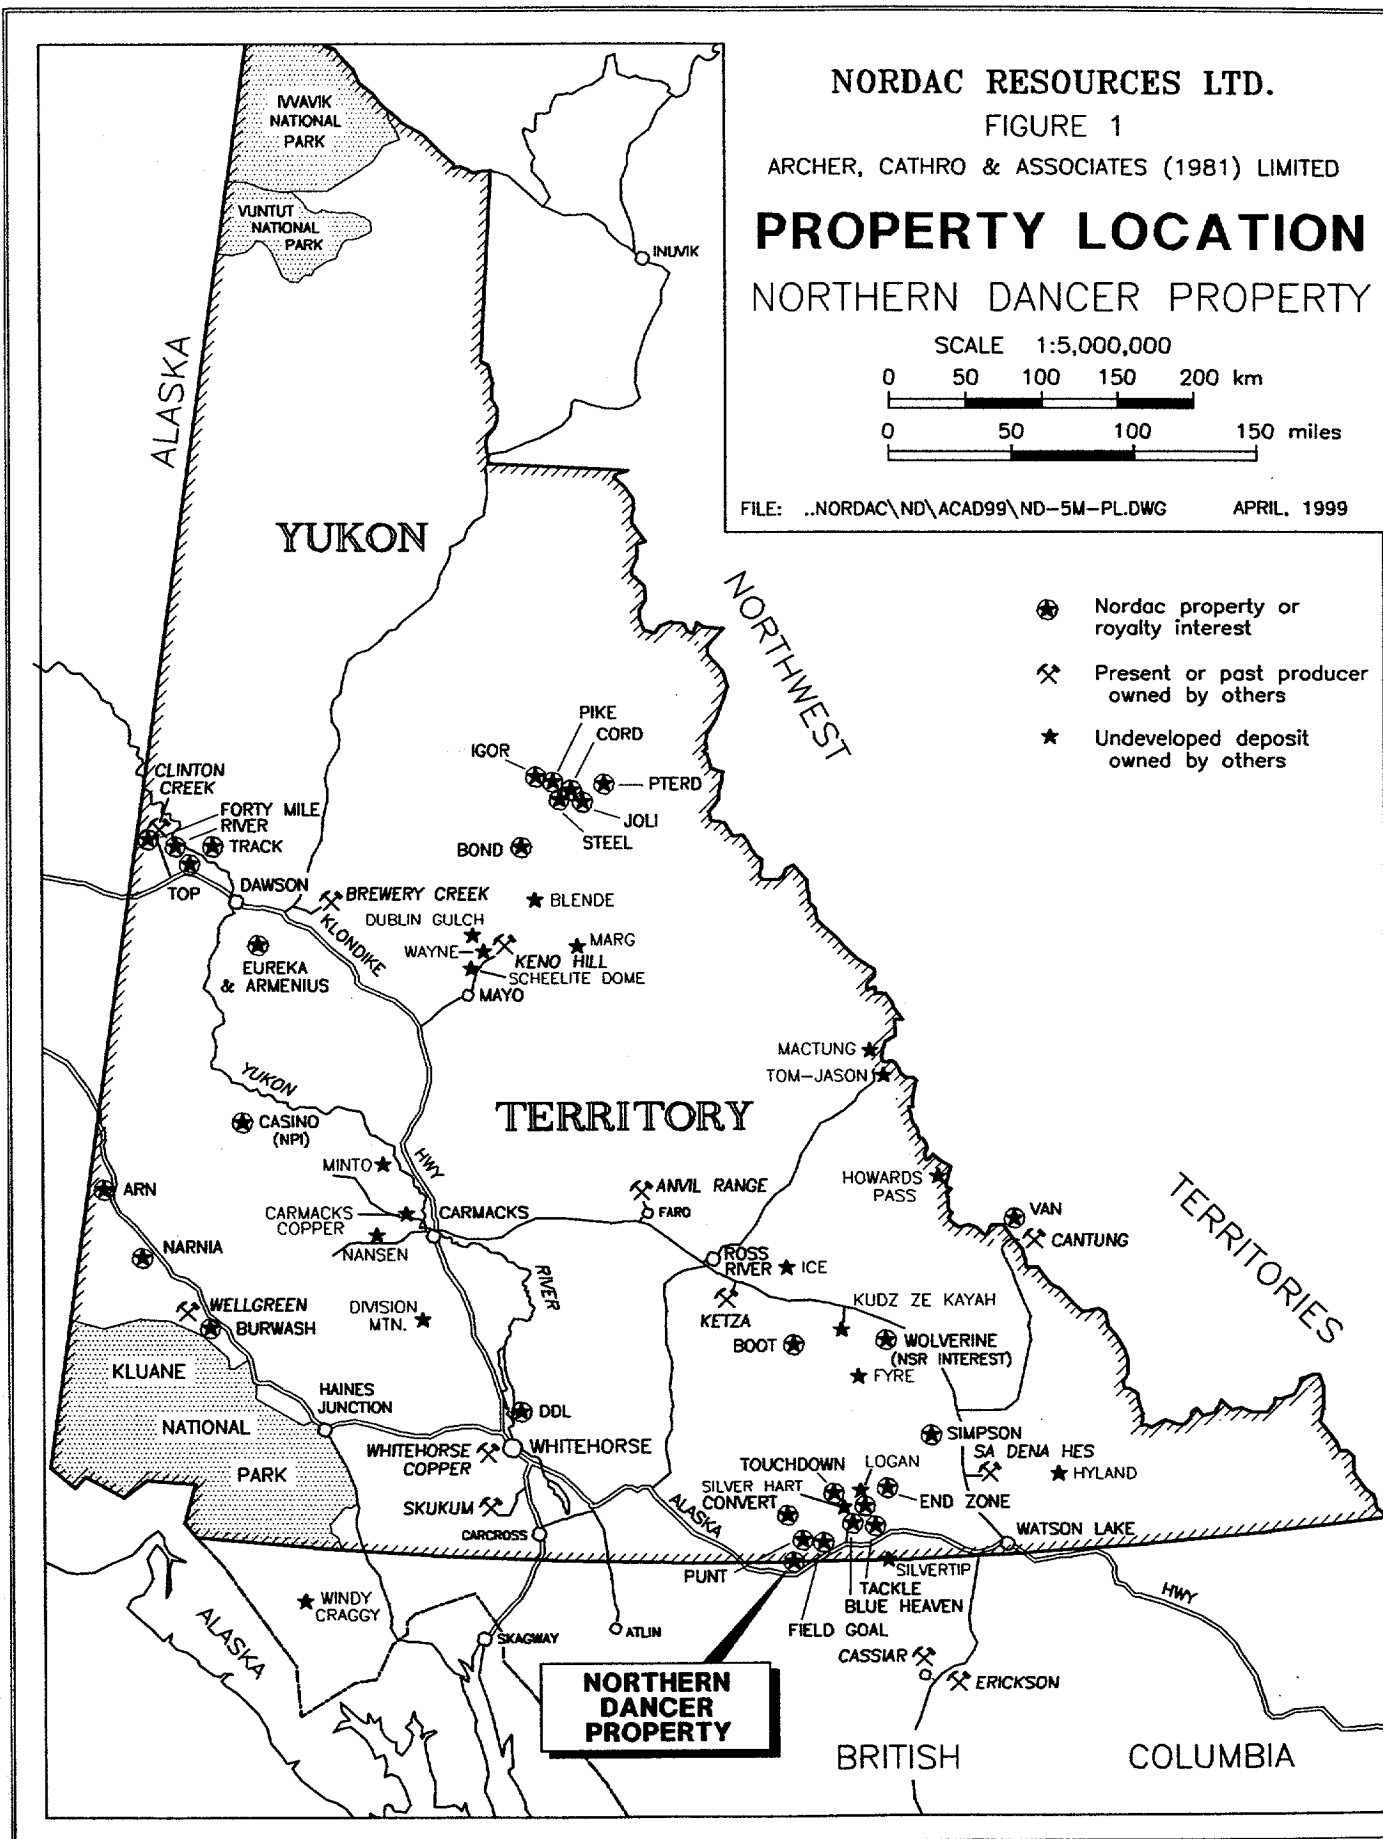 NORDAC RESOURCES LTD.
FIGURE 1
ARCHER, CATHRO & ASSOCIATES (1981) LIMITED
PROPERTY LOCATION
NORTHERN DANCER PROPERTY
SCALE 1:5,000,000
0 50 100 150 200 km
0 50 100 150 miles
FILE: ..NORDAC\ND\ACAD99\ND-5M-PL.DWG APRIL, 1999
Nordac property or
royalty interest
Present or past producer
owned by others
Undeveloped deposit
owned by others
IVVAVIK
NATIONAL
PARK
VUNTUT
NATIONAL
PARK
INUVIK
ALASKA
YUKON
NORTHWEST
PIKE
CORD
IGOR
PTERD
JOLI
STEEL
CLINTON
CREEK
FORTY MILE
RIVER
TRACK
BOND
TOP
DAWSON
BREWERY CREEK
BLENDE
KLONDIKE
DUBLIN GULCH
WAYNE
MARG
KENO HILL
SCHEELITE DOME
EUREKA
& ARMENIUS
MAYO
MACTUNG
TOM-JASON
YUKON
TERRITORY
CASINO
(NPI)
HWY
MINTO
HOWARDS
PASS
TERRITORIES
ARN
ANVIL RANGE
FARO
CARMACKS
COPPER
CARMACKS
VAN
CANTUNG
NANSEN
NARNIA
ROSS
RIVER
ICE
RIVER
WELLGREEN
BURWASH
DIVISION
MTN.
KETZA
KUDZ ZE KAYAH
BOOT
WOLVERINE
(NSR INTEREST)
FYRE
KLUANE
NATIONAL
PARK
HAINES
JUNCTION
DDL
WHITEHORSE
WHITEHORSE
COPPER
SIMPSON
SA DENA HES
HYLAND
TOUCHDOWN
LOGAN
SILVER HART
CONVERT
END ZONE
SKUKUM
ALASKA
CARCROSS
WATSON LAKE
PUNT
SILVERTIP
TACKLE
BLUE HEAVEN
FIELD GOAL
HWY
WINDY
CRAGGY
ALASKA
SKAGWAY
ATLIN
CASSIAR
ERICKSON
NORTHERN
DANCER
PROPERTY
BRITISH COLUMBIA